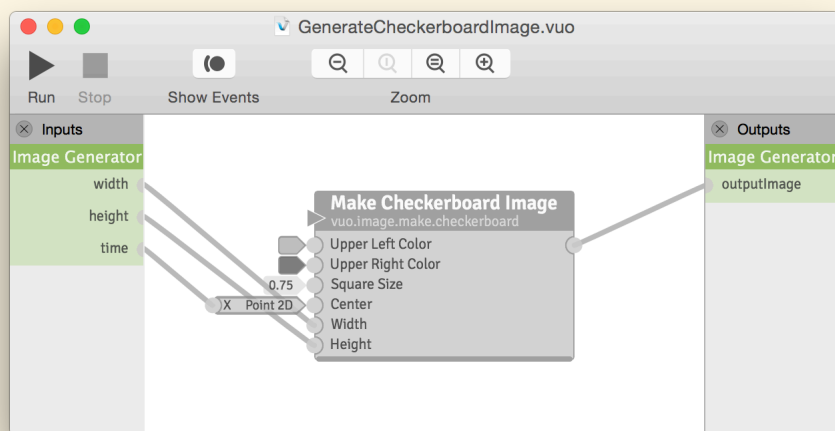 GenerateCheckerboardImage.vuo
Run
Stop
Show Events
Zoom
Inputs
Image Generator
width
height
time
Make Checkerboard Image
vuo.image.make.checkerboard
Upper Left Color
Upper Right Color
0.75
Square Size
X Point 2D
Center
Width
Height
Outputs
Image Generator
outputImage